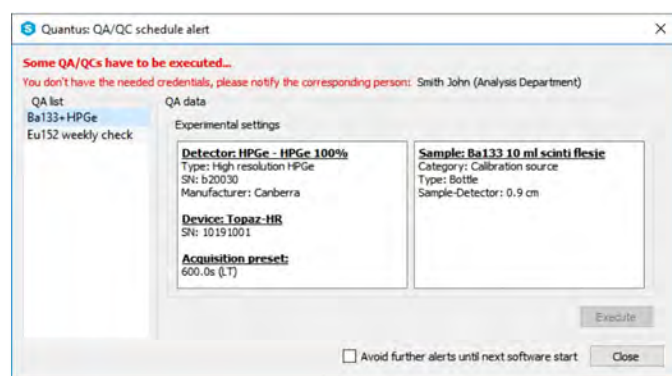 Quantus: QA/QC schedule alert
Some QA/QCs have to be executed...
You don't have the needed credentials, please notify the corresponding person: Smith John (Analysis Department)
QA list
Ba133+HPGe
Eu152 weekly check
QA data
Experimental settings
Detector: HPGe - HPGe 100%
Type: High resolution HPGe
SN: b20030
Manufacturer: Canberra
Device: Topaz-HR
SN: 10191001
Acquisition preset:
600.0s (LT)
Sample: Ba133 10 ml scinti flesje
Category: Calibration source
Type: Bottle
Sample-Detector: 0.9 cm
Execute
Avoid further alerts until next software start
Close